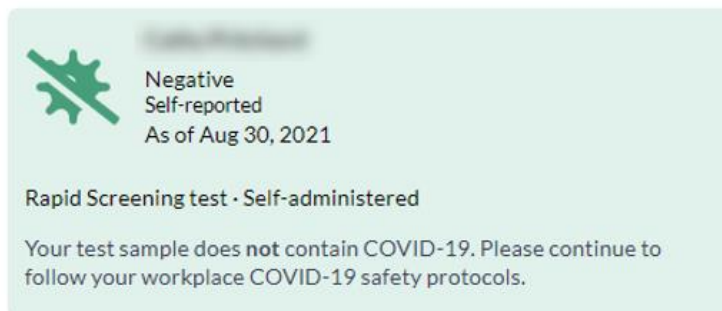 Negative
Self-reported
As of Aug 30, 2021
Rapid Screening test · Self-administered
Your test sample does not contain COVID-19. Please continue to
follow your workplace COVID-19 safety protocols.